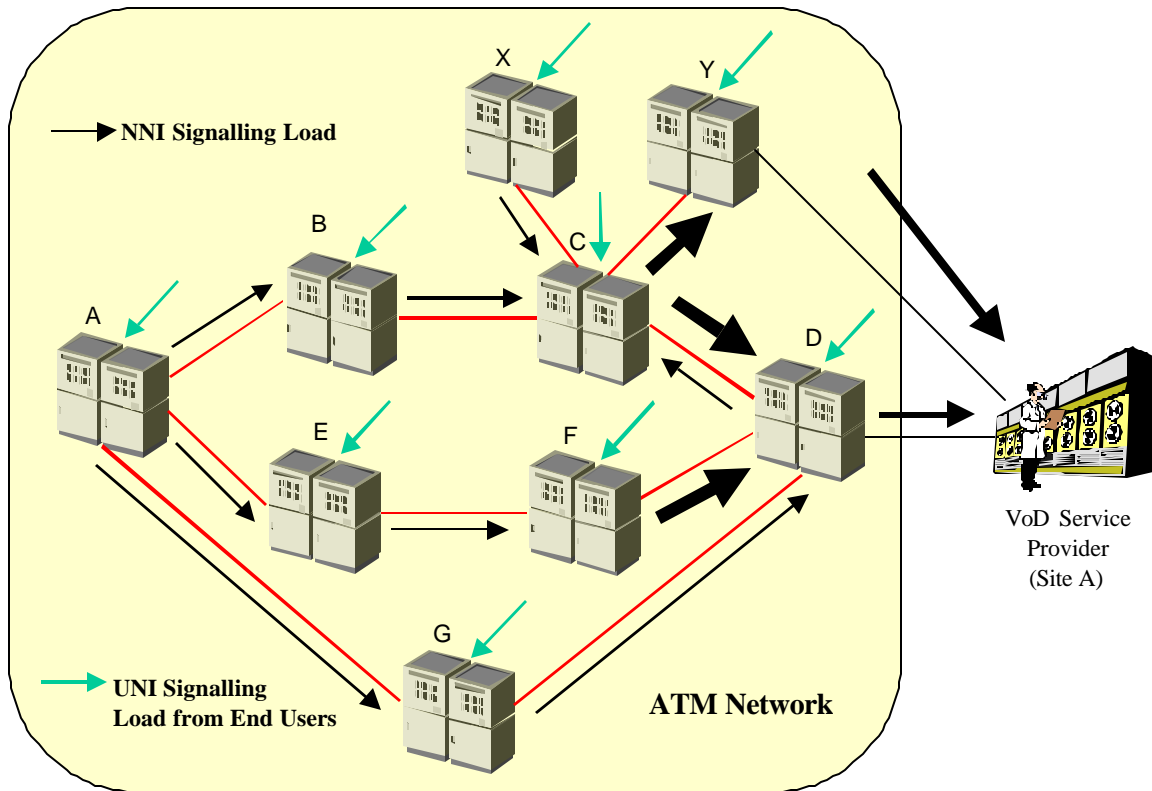 X
Y
NNI Signalling Load
B
C
A
D
E
F
VoD Service
Provider
(Site A)
G
UNI Signalling
Load from End Users
ATM Network